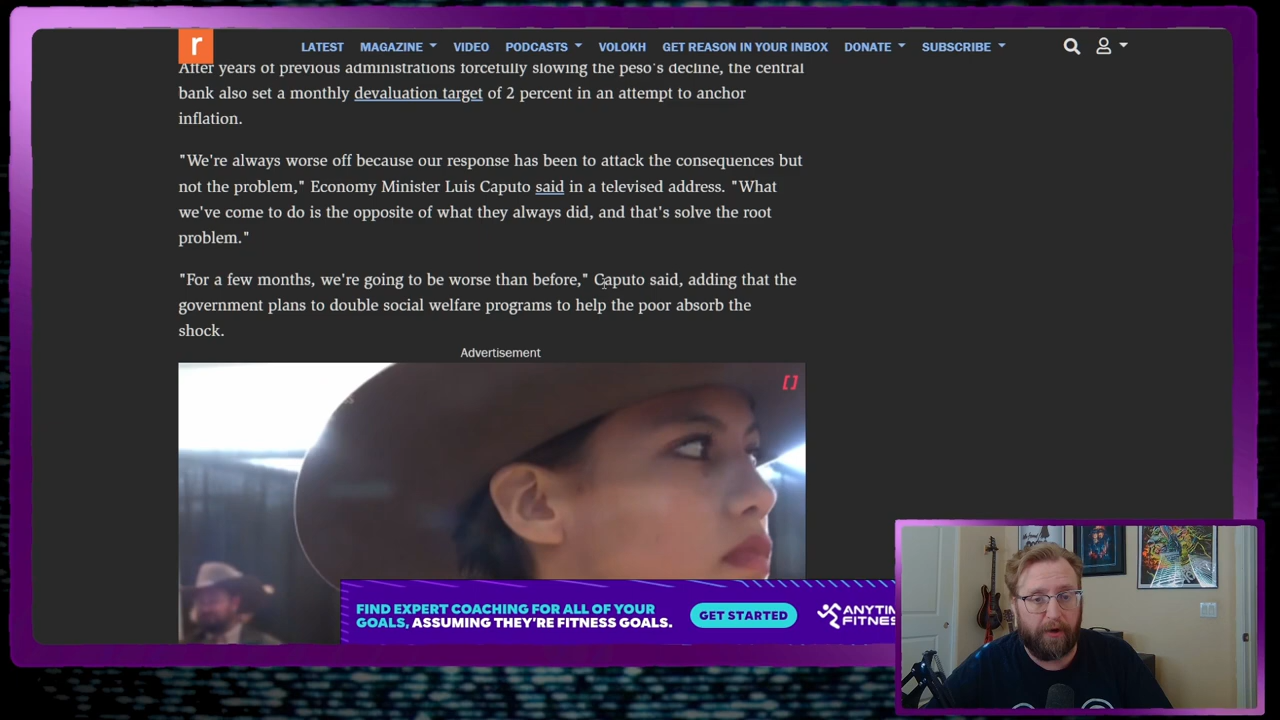 r
LATEST MAGAZINE VIDEO PODCASTS VOLOKH GET REASON IN YOUR INBOX DONATE SUBSCRIBE
After years of previous administrations forcefully slowing the peso's decline, the central
bank also set a monthly devaluation target of 2 percent in an attempt to anchor
inflation.
"We're always worse off because our response has been to attack the consequences but
not the problem," Economy Minister Luis Caputo said in a televised address. "What
we've come to do is the opposite of what they always did, and that's solve the root
problem."
"For a few months, we're going to be worse than before," Caputo said, adding that the
government plans to double social welfare programs to help the poor absorb the
shock.
Advertisement
[]
FIND EXPERT COACHING FOR ALL OF YOUR
GOALS, ASSUMING THEY'RE FITNESS GOALS.
GET STARTED
ANYTIM
FITNES